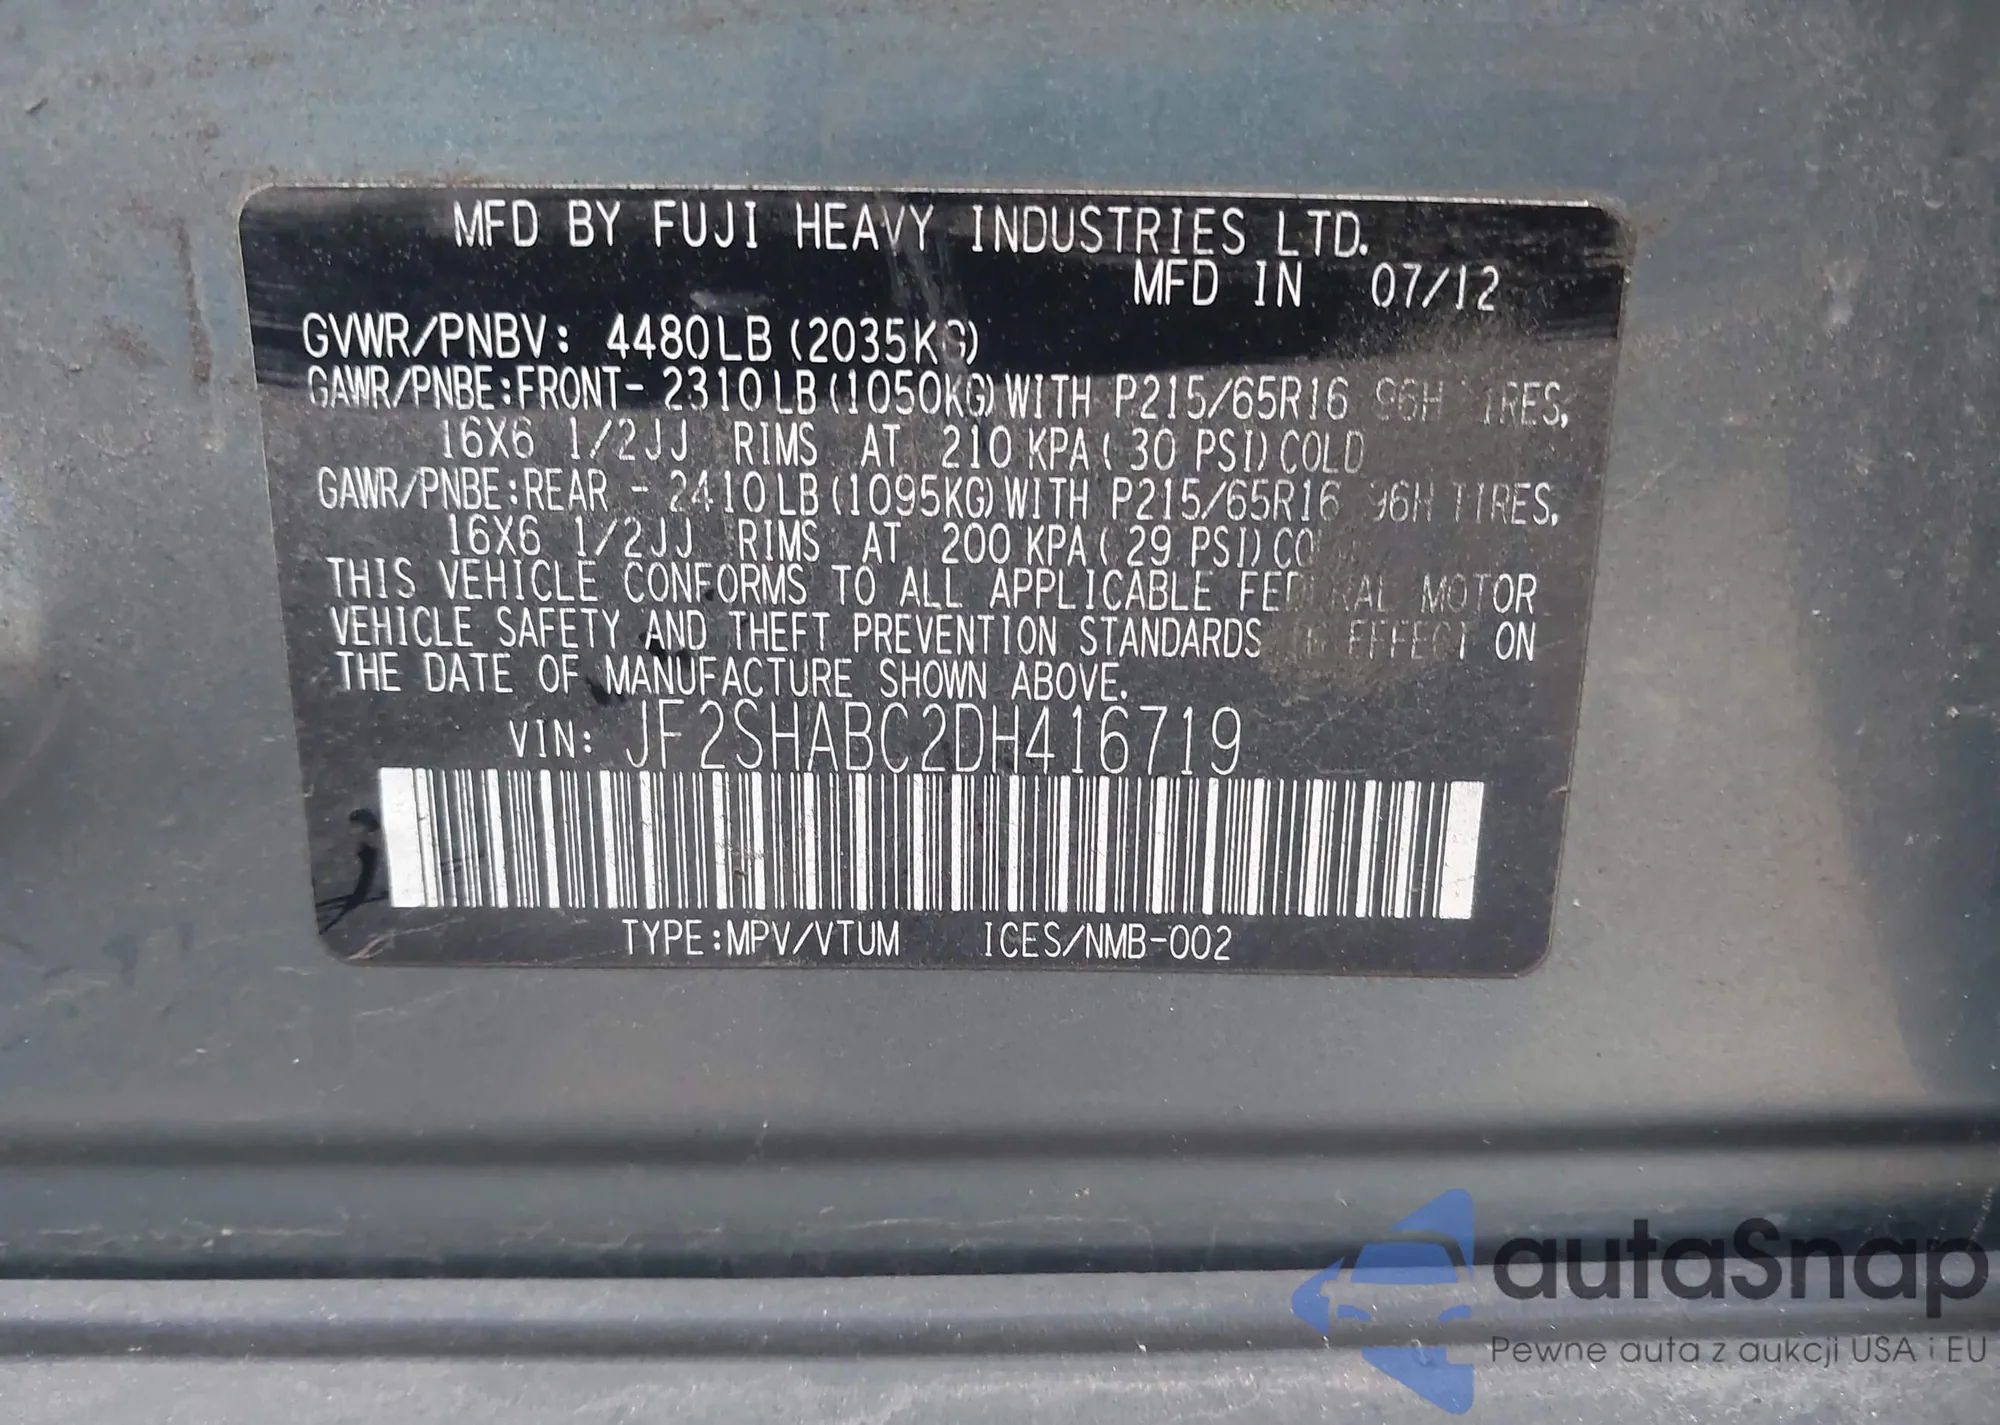 MFD BY FUJI HEAVY INDUSTRIES LTD.
MFD IN 07/12
GVWR/PNBV: 4480LB(2035KG)
GAWR/PNBE:FRONT- 2310LB(1050KG)WITH P215/65R16 96H TIRES,
16X6 1/2JJ RIMS AT 210 KPA( 30 PSI)COLD
GAWR/PNBE:REAR - 2410LB(1095KG)WITH P215/65R16 96H TIRES,
16X6 1/2JJ RIMS AT 200 KPA( 29 PSI)
THIS VEHICLE CONFORMS TO ALL APPLICABLE FEDERAL MOTOR
VEHICLE SAFETY AND THEFT PREVENTION STANDARDS EFFECT ON
THE DATE OF MANUFACTURE SHOWN ABOVE.
VIN: JF2SHABC2DH416719
TYPE:MPV/VTUM ICES/NMB-002
autaSnap
Pewne auta z aukcji USA i EU